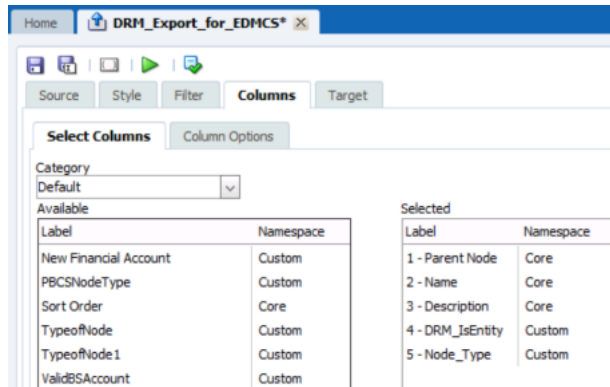 Home DRM_Export_for_EDMCS*
Source Style Filter Columns Target
Select Columns Column Options
Category
Default
Available Selected
Label Namespace Label Namespace
New Financial Account Custom 1 - Parent Node Core
PBCSNodeType Custom 2 - Name Core
Sort Order Core 3 - Description Core
TypeofNode Custom 4 - DRM_IsEntity Custom
TypeofNode1 Custom 5 - Node_Type Custom
ValidBSAccount Custom